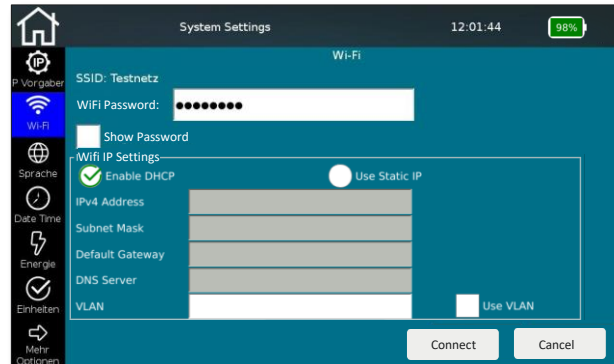 System Settings 12:01:44 98%
Wi-Fi
IP
P Vorgaber
SSID: Testnetz
WiFi Password: ●●●●●●●●
Wi-Fi
Show Password
Wifi IP Settings
Sprache
Enable DHCP Use Static IP
IPv4 Address
Date Time
Subnet Mask
Default Gateway
Energie
DNS Server
Einheiten
VLAN Use VLAN
Connect Cancel
Mehr
Optionen